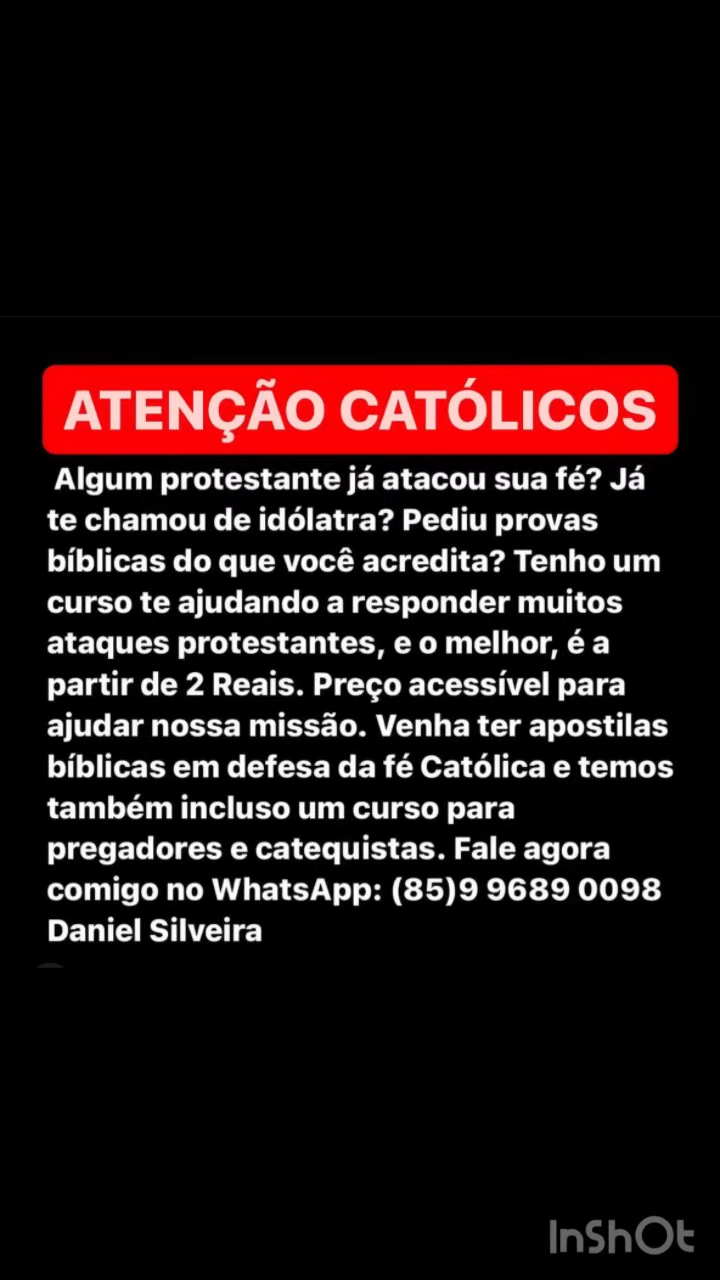 ATENÇÃO CATÓLICOS
Algum protestante já atacou sua fé? Já
te chamou de idólatra? Pediu provas
bíblicas do que você acredita? Tenho um
curso te ajudando a responder muitos
ataques protestantes, e o melhor, é a
partir de 2 Reais. Preço acessível para
ajudar nossa missão. Venha ter apostilas
bíblicas em defesa da fé Católica e temos
também incluso um curso para
pregadores e catequistas. Fale agora
comigo no WhatsApp: (85)9 9689 0098
Daniel Silveira
InShOt